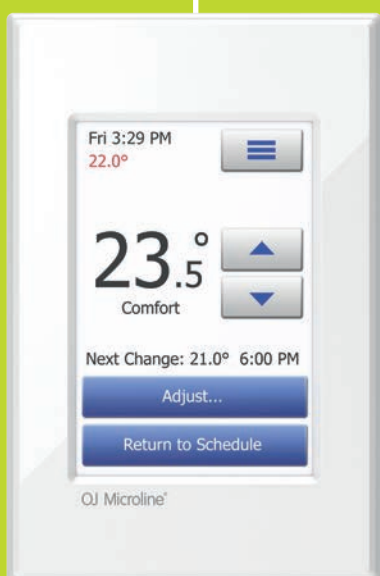 Fri 3:29 PM
22.0°
23.5°
Comfort
Next Change: 21.0° 6:00 PM
Adjust...
Return to Schedule
OJ Microline®